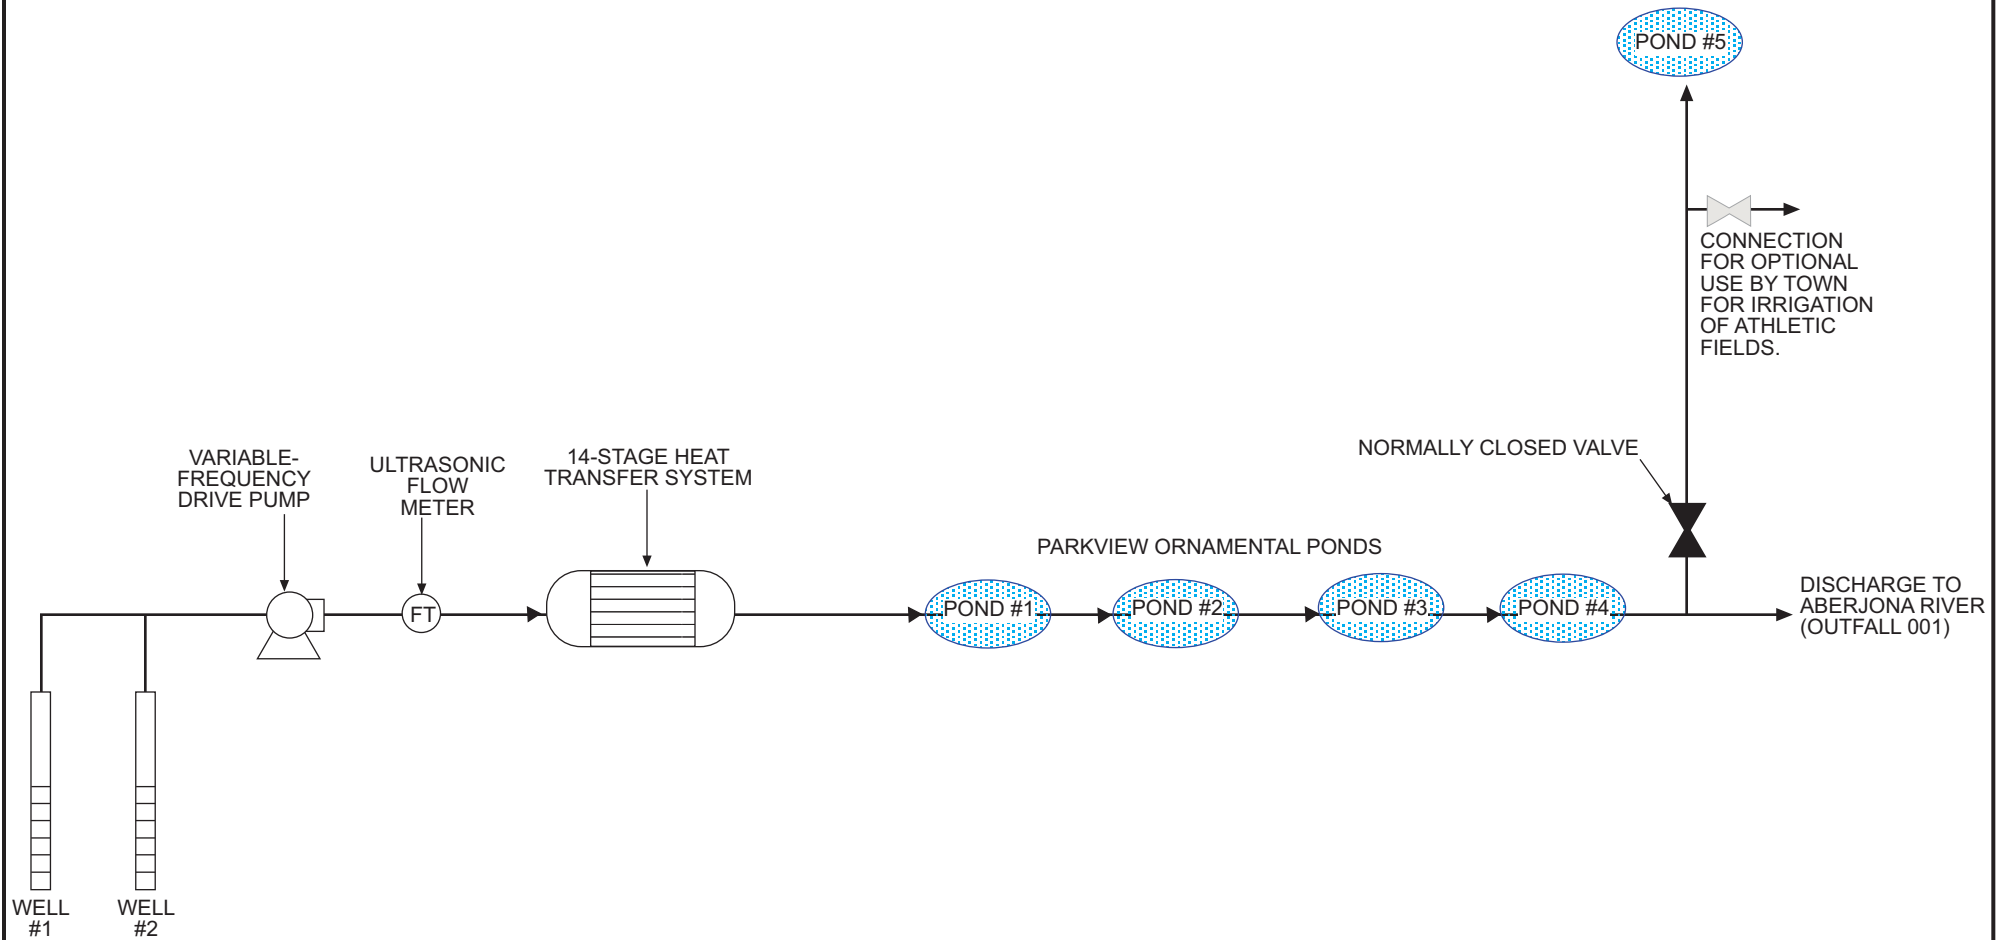 POND #5
CONNECTION
FOR OPTIONAL
USE BY TOWN
FOR IRRIGATION
OF ATHLETIC
FIELDS.
VARIABLE-
FREQUENCY
DRIVE PUMP
ULTRASONIC
FLOW
METER
14-STAGE HEAT
TRANSFER SYSTEM
NORMALLY CLOSED VALVE
PARKVIEW ORNAMENTAL PONDS
FT
POND #1
POND #2
POND #3
POND #4
DISCHARGE TO
ABERJONA RIVER
(OUTFALL 001)
WELL
#1
WELL
#2